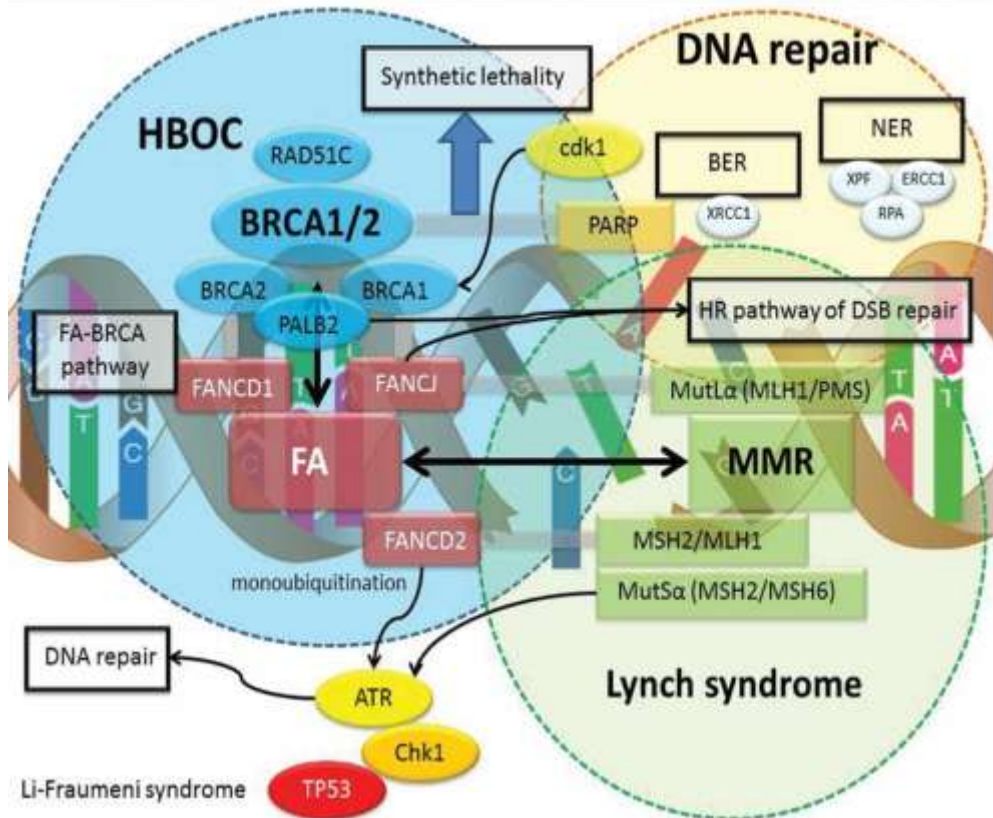 DNA repair
Synthetic lethality
HBOC
RAD51C
cdk1
NER
BER
XPF
ERCC1
RPA
XRCC1
BRCA1/2
PARP
BRCA2
BRCA1
PALB2
HR pathway of DSB repair
FA-BRCA
pathway
FANCD1
FANCJ
MutLα (MLH1/PMS)
FA
MMR
FANCD2
MSH2/MLH1
monoubiquitination
MutSα (MSH2/MSH6)
DNA repair
ATR
Lynch syndrome
Chk1
Li-Fraumeni syndrome
TP53
T
G
C
A
T
G
T
C
T
A
A
T